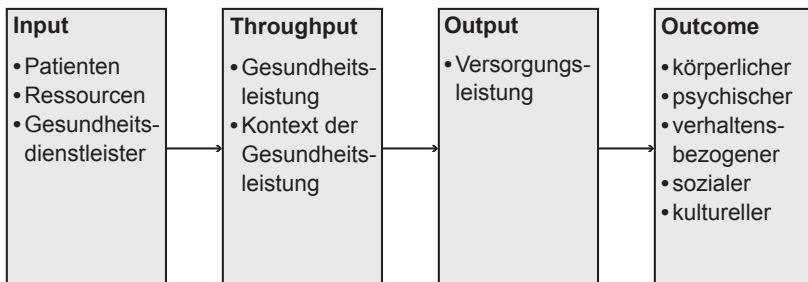 Input
• Patienten
• Ressourcen
• Gesundheits-
dienstleister
Throughput
• Gesundheits-
leistung
• Kontext der
Gesundheits-
leistung
Output
• Versorgungs-
leistung
Outcome
• körperlicher
• psychischer
• verhaltens-
bezogener
• sozialer
• kultureller